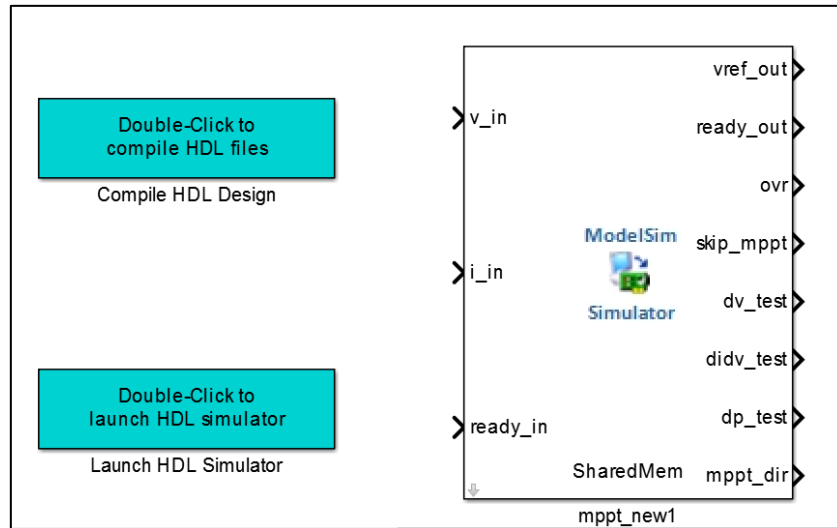 Double-Click to
compile HDL files
Compile HDL Design
Double-Click to
launch HDL simulator
Launch HDL Simulator
v_in
i_in
ready_in
ModelSim
Simulator
vref_out
ready_out
ovr
skip_mppt
dv_test
didv_test
dp_test
mppt_dir
SharedMem
mppt_new1